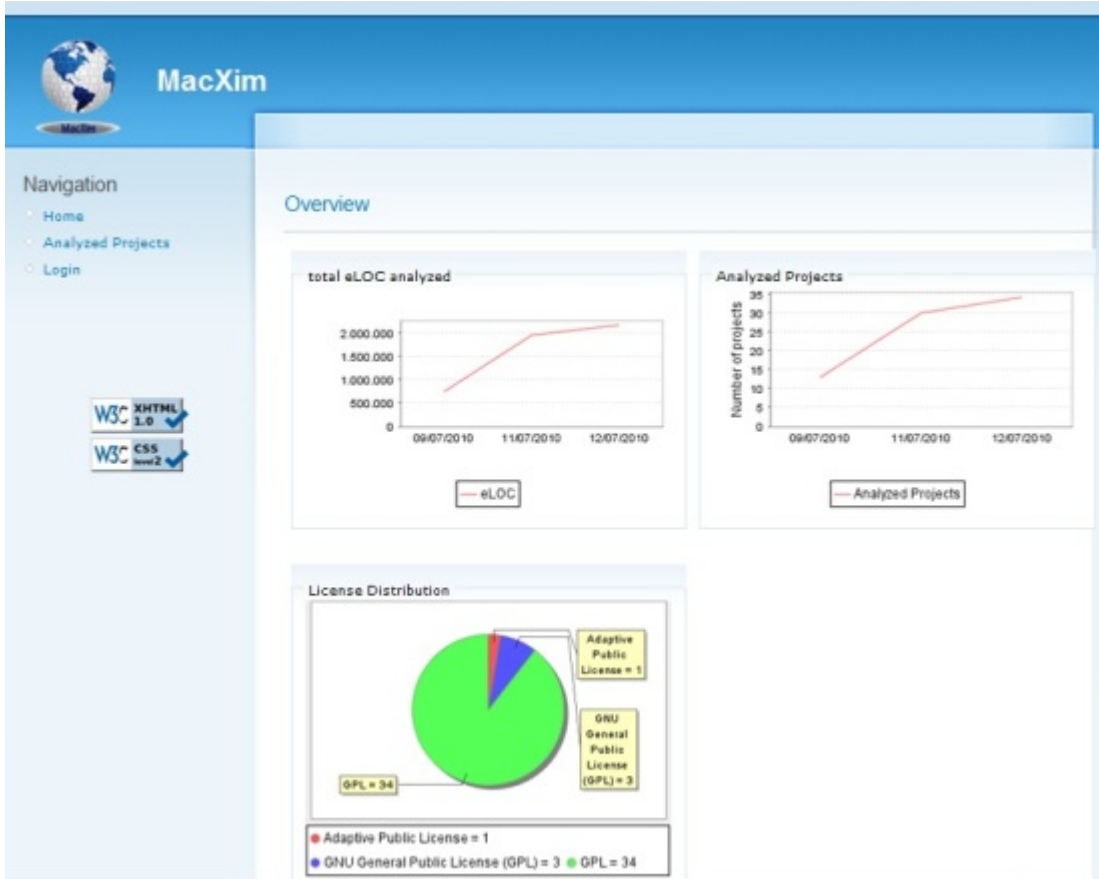 MacXim
MacXim
Navigation
Home
Analyzed Projects
Login
W3C XHTML 1.0
W3C CSS level 2
Overview
total eLOC analyzed
2.000.000
1.500.000
1.000.000
500.000
0
09/07/2010 11/07/2010 12/07/2010
eLOC
Analyzed Projects
Number of projects
35
30
25
20
15
10
5
0
09/07/2010 11/07/2010 12/07/2010
Analyzed Projects
License Distribution
Adaptive
Public
License = 1
GNU
General
Public
License
(GPL) = 3
GPL = 34
Adaptive Public License = 1
GNU General Public License (GPL) = 3 GPL = 34